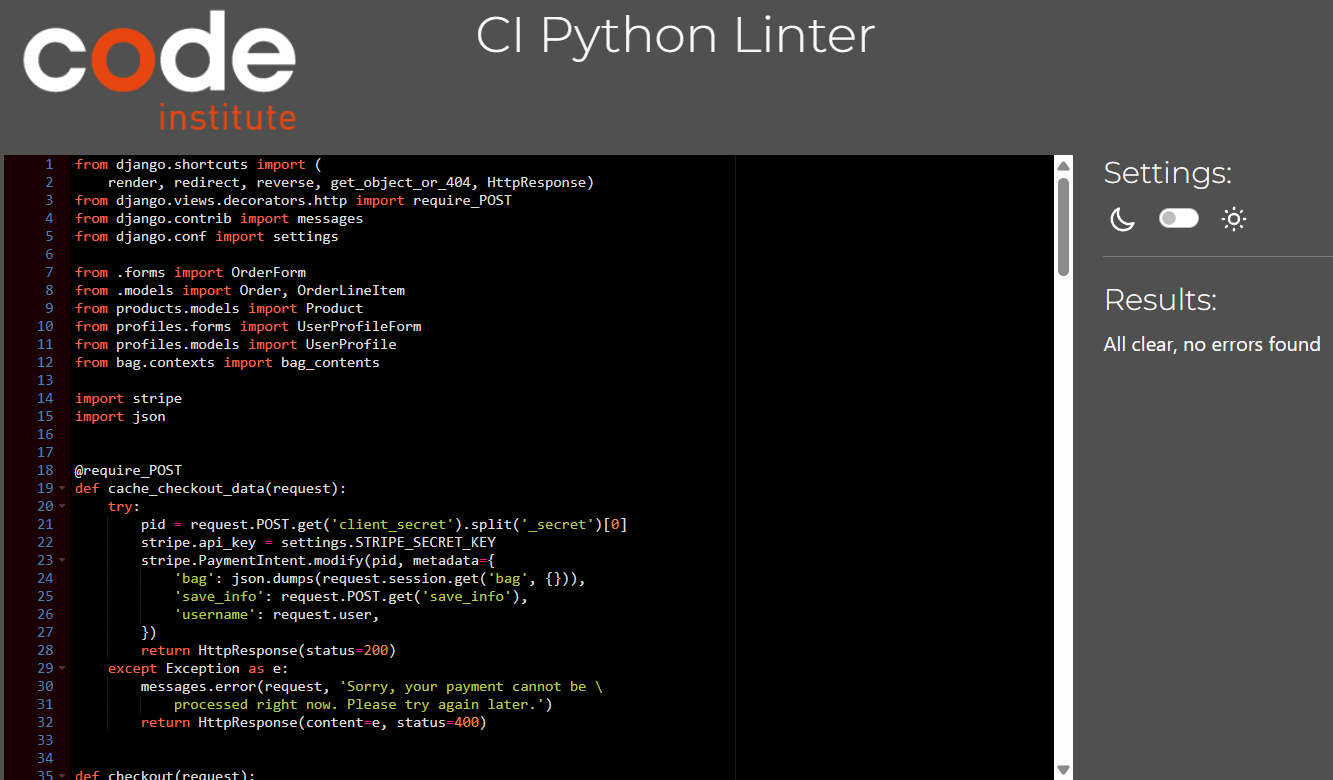 code
institute
CI Python Linter
1 from django.shortcuts import (
2     render, redirect, reverse, get_object_or_404, HttpResponse)
3 from django.views.decorators.http import require_POST
4 from django.contrib import messages
5 from django.conf import settings
6
7 from .forms import OrderForm
8 from .models import Order, OrderLineItem
9 from products.models import Product
10 from profiles.forms import UserProfileForm
11 from profiles.models import UserProfile
12 from bag.contexts import bag_contents
13
14 import stripe
15 import json
16
17
18 @require_POST
19 def cache_checkout_data(request):
20     try:
21         pid = request.POST.get('client_secret').split('_secret')[0]
22         stripe.api_key = settings.STRIPE_SECRET_KEY
23         stripe.PaymentIntent.modify(pid, metadata={
24             'bag': json.dumps(request.session.get('bag', {})),
25             'save_info': request.POST.get('save_info'),
26             'username': request.user,
27         })
28         return HttpResponse(status=200)
29     except Exception as e:
30         messages.error(request, 'Sorry, your payment cannot be \
31             processed right now. Please try again later.')
32         return HttpResponse(content=e, status=400)
33
34
35 def checkout(request):
Settings:
Results:
All clear, no errors found